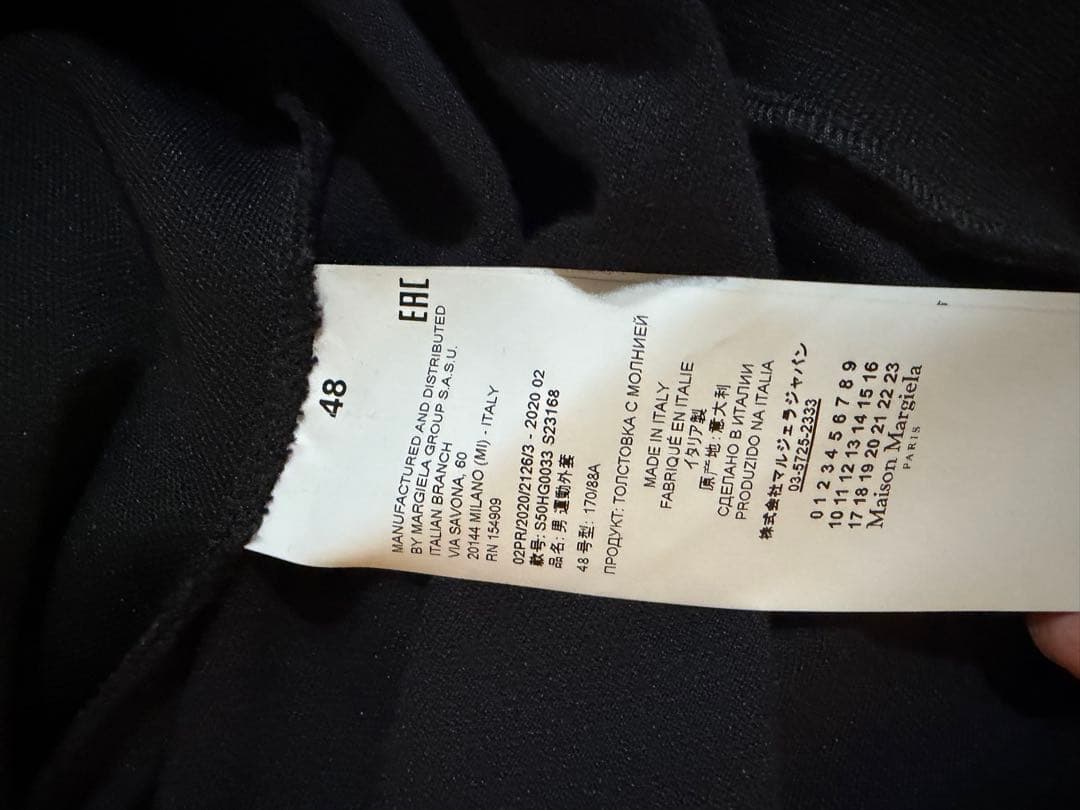 48
EAC
MANUFACTURED AND DISTRIBUTED
BY MARGIELA GROUP S.A.S.U.
ITALIAN BRANCH
VIA SAVONA, 60
20144 MILANO (MI) - ITALY
RN 154909
02PR/2020/2126/3 - 2020 02
款号: S50HG0033 S23168
品名: 男 運動外套
48 号型: 170/88A
ПРОДУКТ: ТОЛСТОВКА С МОЛНИЕЙ
MADE IN ITALY
FABRIQUÉ EN ITALIE
イタリア製
原产地: 意大利
СДЕЛАНО В ИТАЛИИ
PRODUZIDO NA ITALIA
株式会社マルジェラジャパン
03-5725-2333
0 1 2 3 4 5 6 7 8 9
10 11 12 13 14 15 16
17 18 19 20 21 22 23
Maison Margiela
PARIS